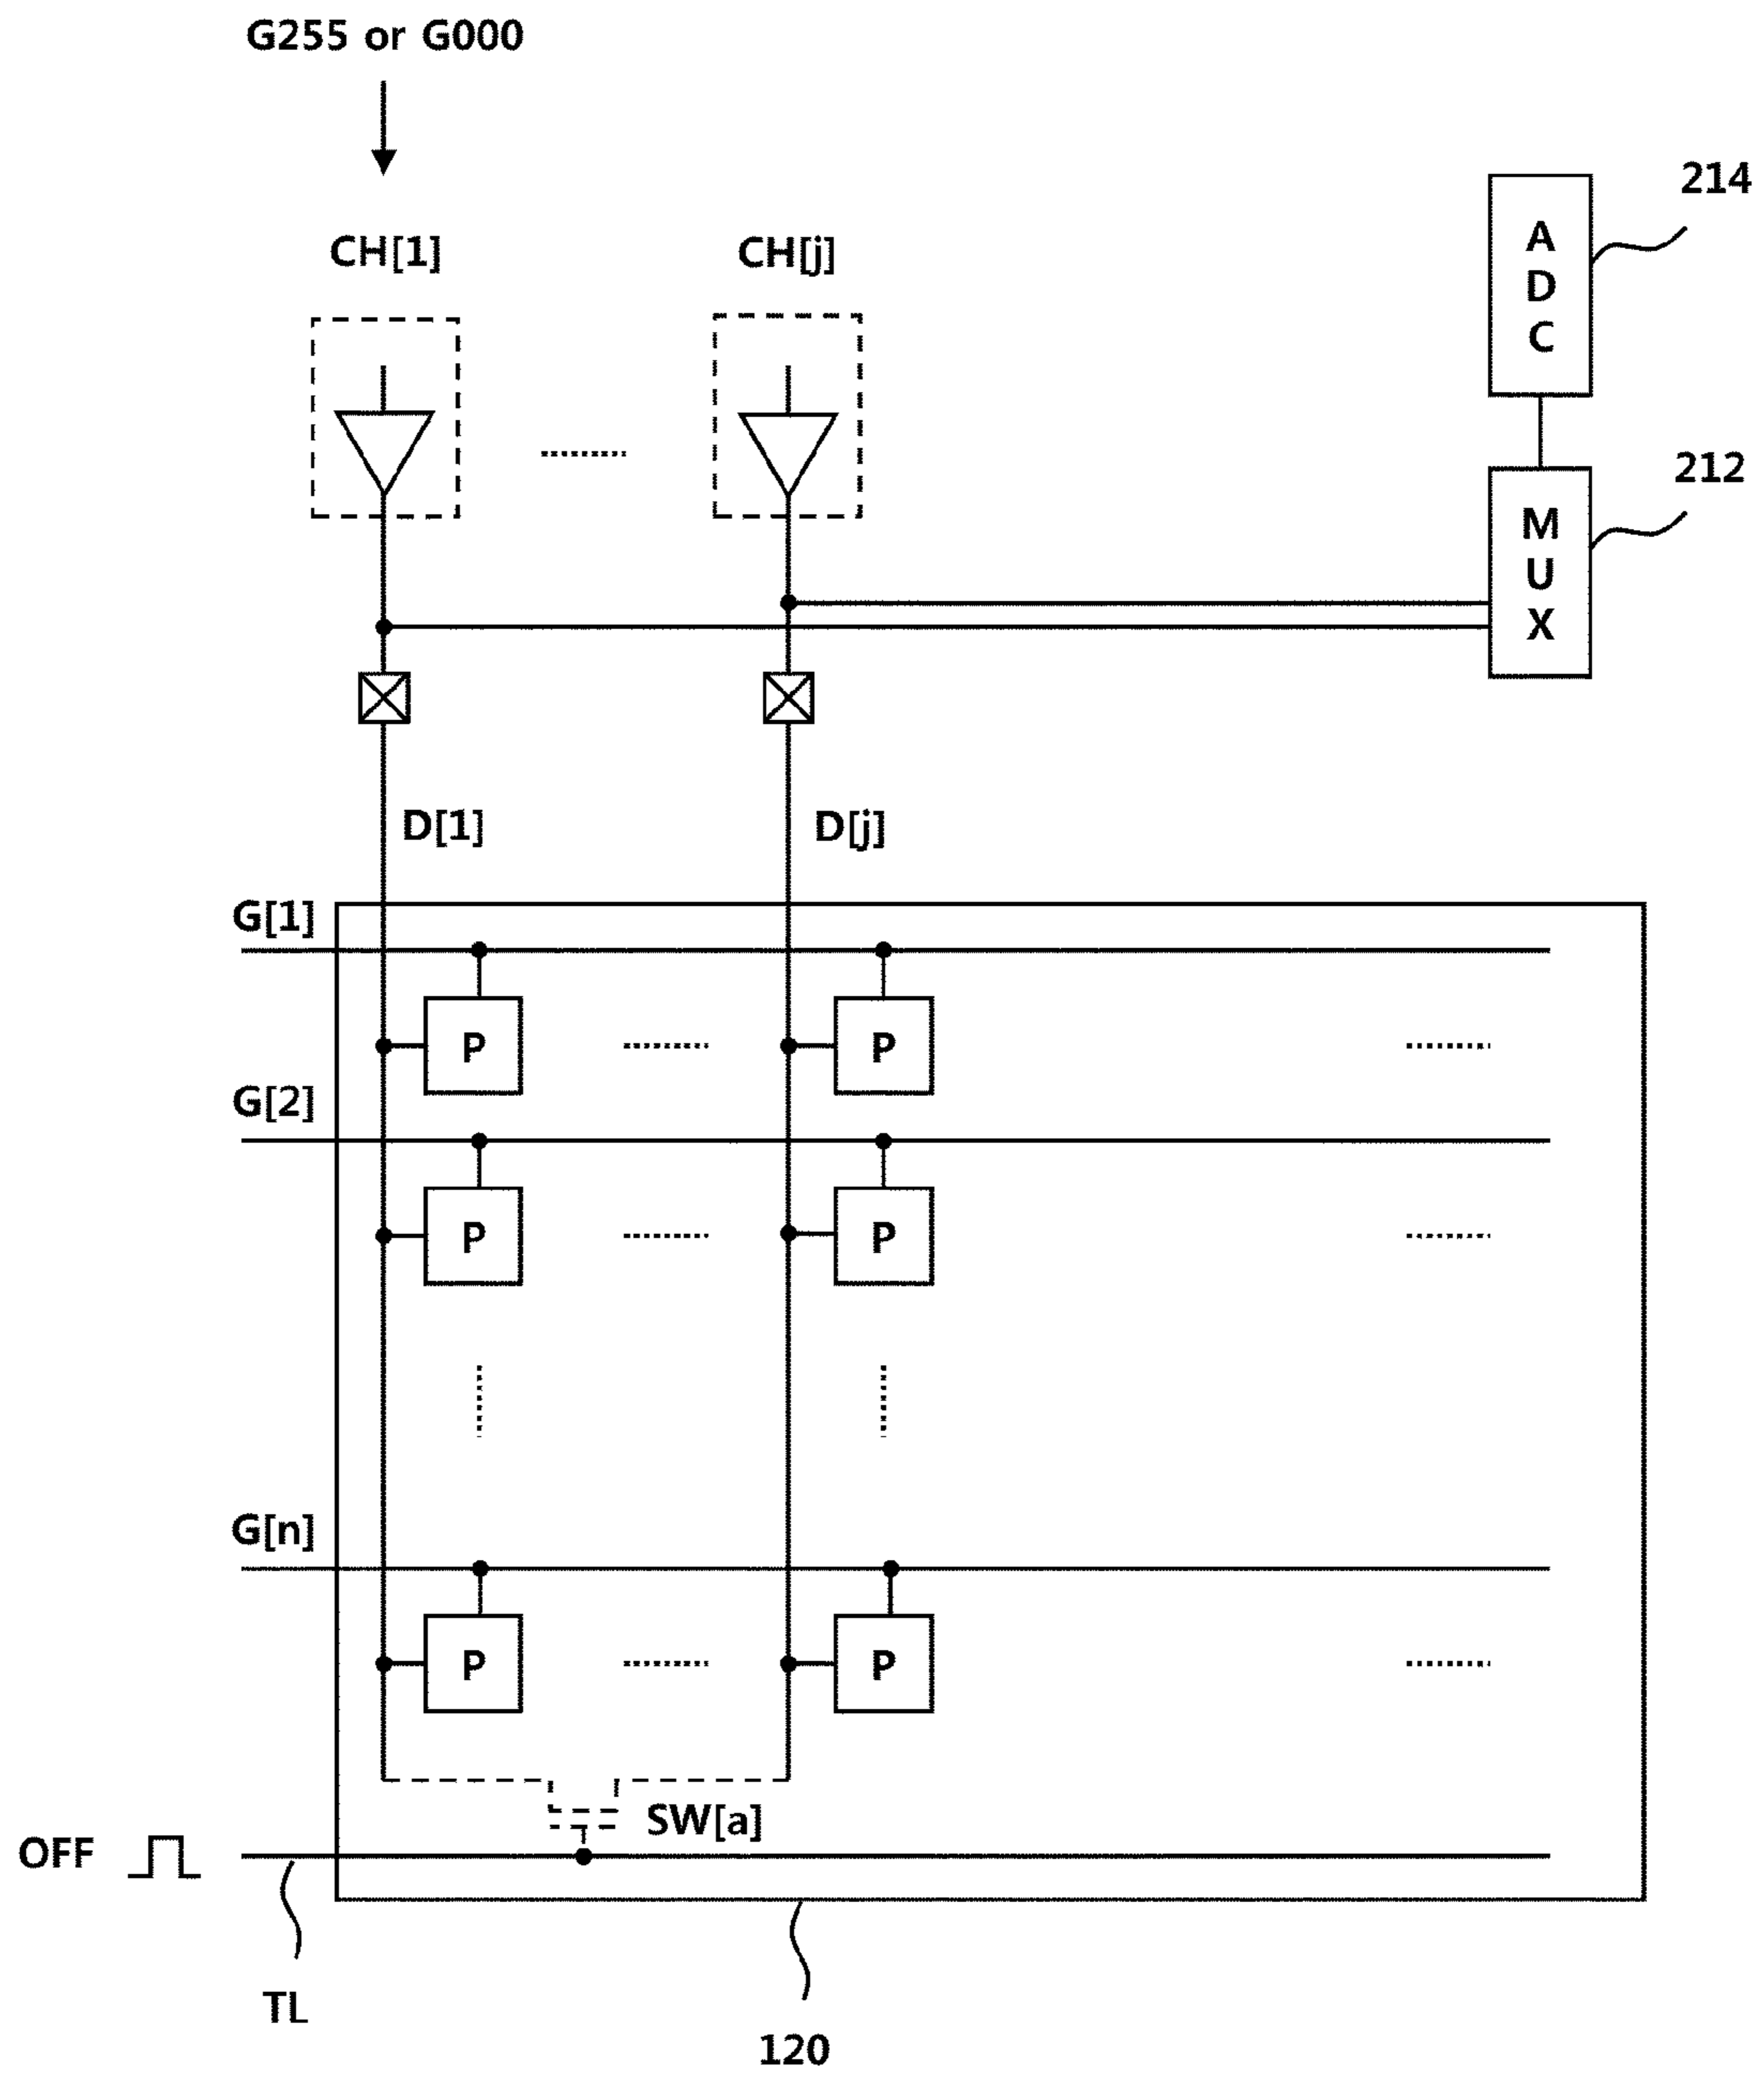 G255 or G000
214
CH[1]
CH[j]
A
D
C
212
M
U
X
D[1]
D[j]
G[1]
P
P
G[2]
P
P
G[n]
P
P
SW[a]
OFF
TL
120